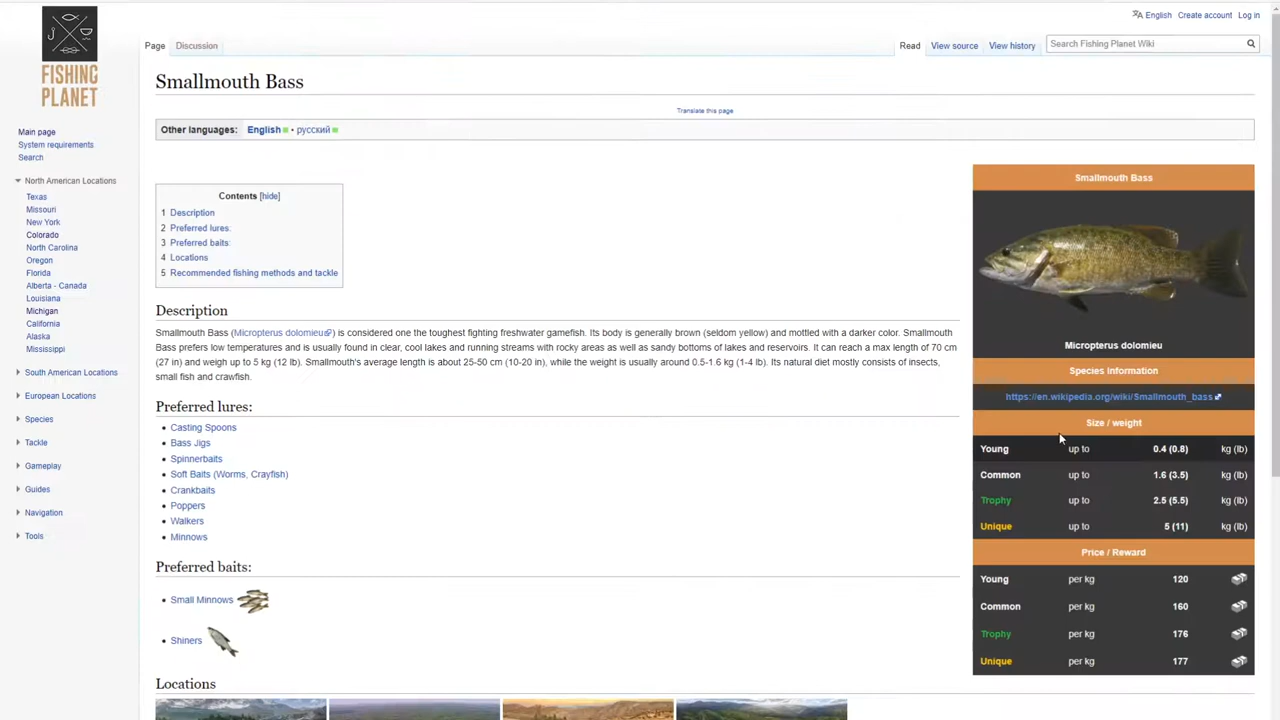 English Create account Log in
FISHING
PLANET
Page Discussion Read View source View history Search Fishing Planet Wiki
Smallmouth Bass
Translate this page
Other languages: English • русский
Main page
System requirements
Search
North American Locations
Texas
Missouri
New York
Colorado
North Carolina
Oregon
Florida
Alberta - Canada
Louisiana
Michigan
California
Alaska
Mississippi
South American Locations
European Locations
Species
Tackle
Gameplay
Guides
Navigation
Tools
Contents [hide]
1 Description
2 Preferred lures:
3 Preferred baits:
4 Locations
5 Recommended fishing methods and tackle
Description
Smallmouth Bass (Micropterus dolomieu) is considered one the toughest fighting freshwater gamefish. Its body is generally brown (seldom yellow) and mottled with a darker color. Smallmouth
Bass prefers low temperatures and is usually found in clear, cool lakes and running streams with rocky areas as well as sandy bottoms of lakes and reservoirs. It can reach a max length of 70 cm
(27 in) and weigh up to 5 kg (12 lb). Smallmouth's average length is about 25-50 cm (10-20 in), while the weight is usually around 0.5-1.6 kg (1-4 lb). Its natural diet mostly consists of insects,
small fish and crawfish.
Preferred lures:
• Casting Spoons
• Bass Jigs
• Spinnerbaits
• Soft Baits (Worms, Crayfish)
• Crankbaits
• Poppers
• Walkers
• Minnows
Preferred baits:
• Small Minnows
• Shiners
Locations
Smallmouth Bass
Micropterus dolomieu
Species Information
https://en.wikipedia.org/wiki/Smallmouth_bass
Size / weight
Young up to 0.4 (0.8) kg (lb)
Common up to 1.6 (3.5) kg (lb)
Trophy up to 2.5 (5.5) kg (lb)
Unique up to 5 (11) kg (lb)
Price / Reward
Young per kg 120
Common per kg 160
Trophy per kg 176
Unique per kg 177